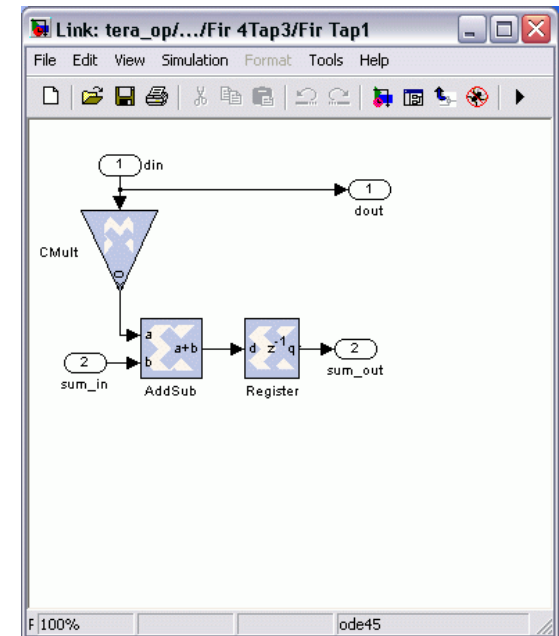 Link: tera_op/.../Fir 4Tap3/Fir Tap1
File Edit View Simulation Format Tools Help
1 din
1
dout
CMult
a
a+b
b
d z-1 q
2
sum_in
2
sum_out
AddSub
Register
F 100% ode45